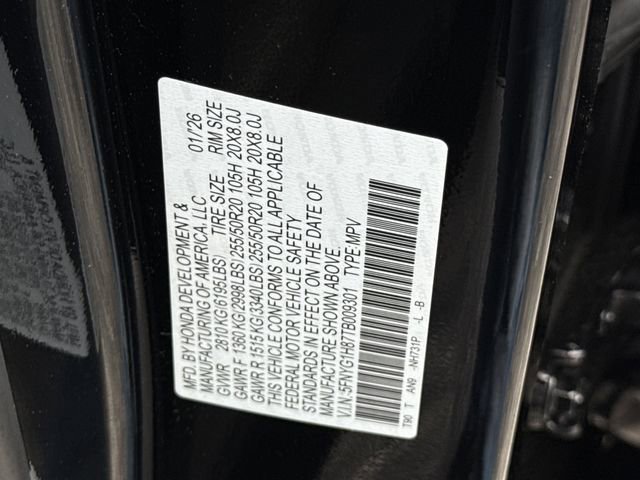 MFD. BY HONDA DEVELOPMENT &
MANUFACTURING OF AMERICA, LLC 01/'26
GVWR 2810 KG(6195LBS) TIRE SIZE RIM SIZE
GAWR F 1360 KG(2998LBS) 255/50R20 105H 20X8.0J
GAWR R 1515 KG(3340LBS) 255/50R20 105H 20X8.0J
THIS VEHICLE CONFORMS TO ALL APPLICABLE
FEDERAL MOTOR VEHICLE SAFETY
STANDARDS IN EFFECT ON THE DATE OF
MANUFACTURE SHOWN ABOVE.
V.I.N: 5FNYG1H87TB009301 TYPE:MPV
T90 T AN9 -NH731P -L -B